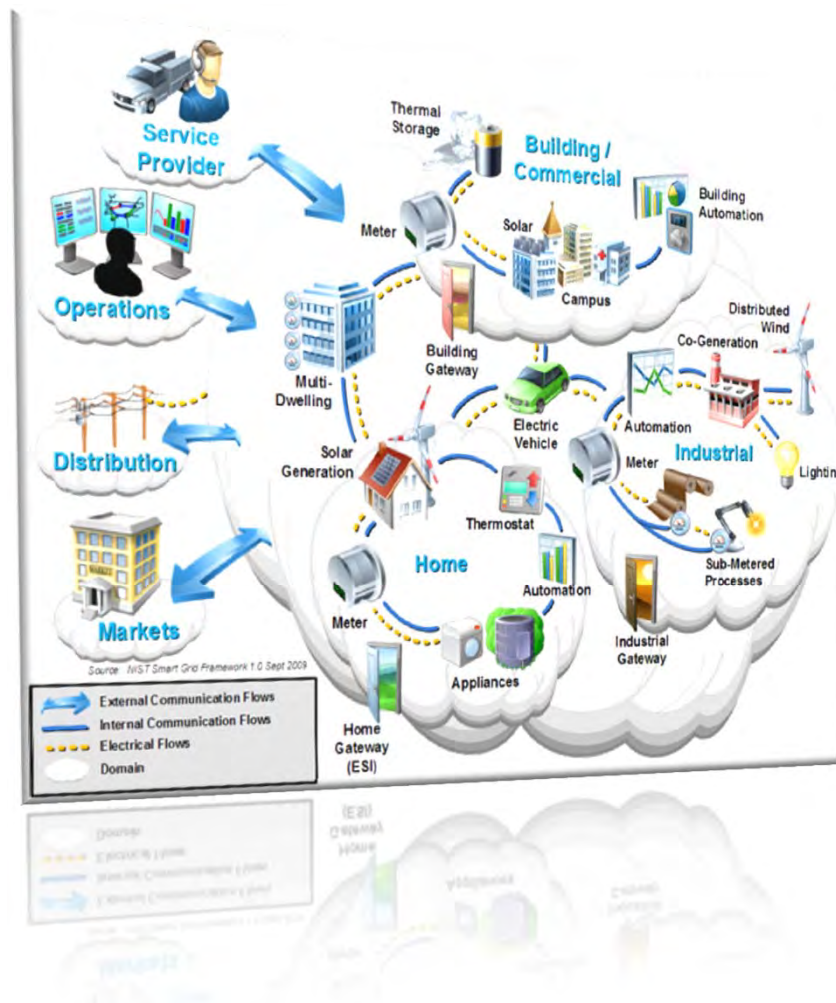 Service
Provider
Operations
Distribution
Markets
Thermal
Storage
Building /
Commercial
Building
Automation
Meter
Solar
Campus
Building
Gateway
Multi-
Dwelling
Electric
Vehicle
Distributed
Wind
Co-Generation
Automation
Industrial
Meter
Lightin
Sub-Metered
Processes
Industrial
Gateway
Solar
Generation
Thermostat
Home
Automation
Meter
Appliances
Home
Gateway
(ESI)
Source: NIST Smart Grid Framework 1.0 Sept 2009
External Communication Flows
Internal Communication Flows
Electrical Flows
Domain